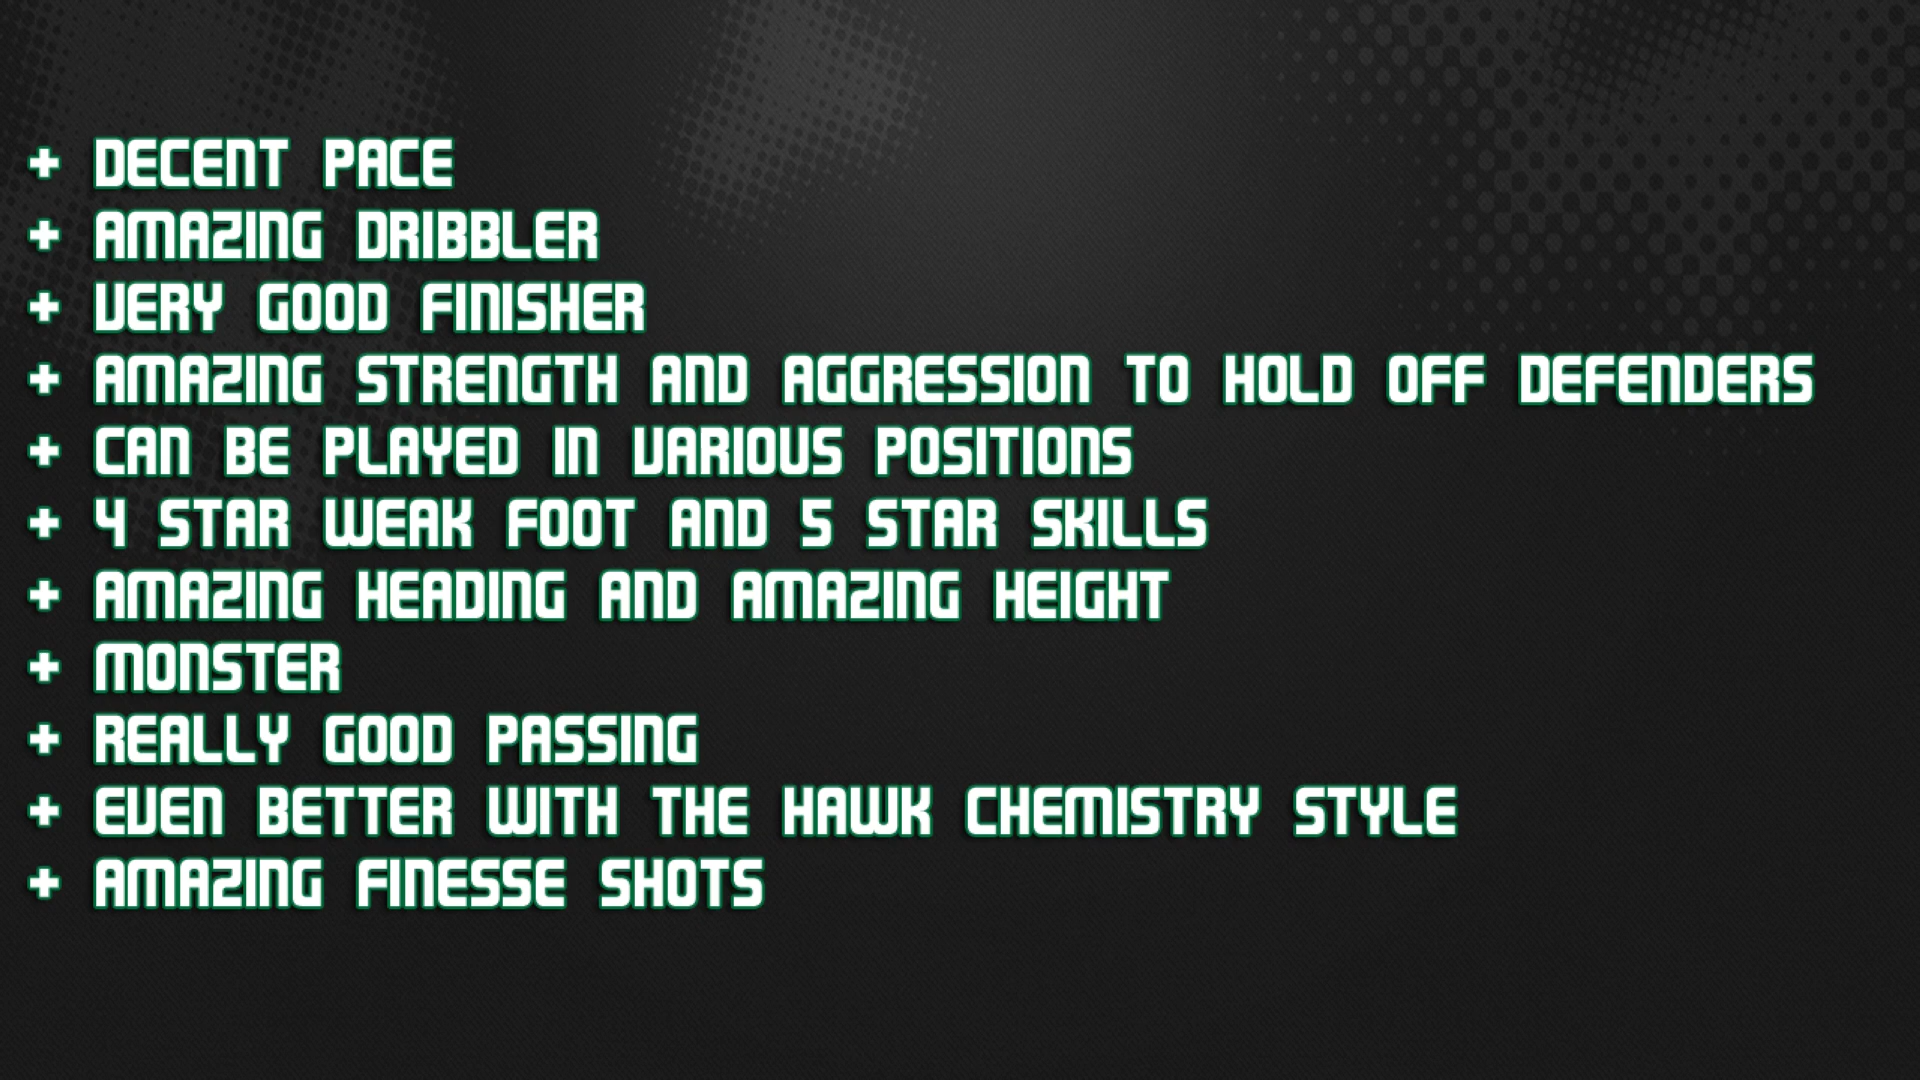 + DECENT PACE
+ AMAZING DRIBBLER
+ VERY GOOD FINISHER
+ AMAZING STRENGTH AND AGGRESSION TO HOLD OFF DEFENDERS
+ CAN BE PLAYED IN VARIOUS POSITIONS
+ 4 STAR WEAK FOOT AND 5 STAR SKILLS
+ AMAZING HEADING AND AMAZING HEIGHT
+ MONSTER
+ REALLY GOOD PASSING
+ EVEN BETTER WITH THE HAWK CHEMISTRY STYLE
+ AMAZING FINESSE SHOTS